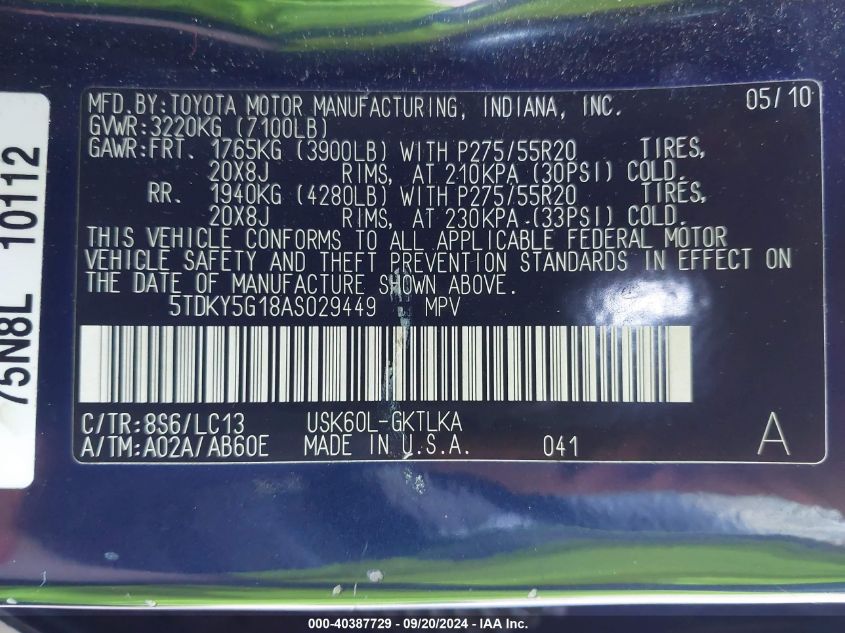 MFD.BY:TOYOTA MOTOR MANUFACTURING, INDIANA, INC. 05/10
GVWR:3220KG (7100LB)
GAWR:FRT. 1765KG (3900LB) WITH P275/55R20 TIRES,
20X8J RIMS, AT 210KPA (30PSI) COLD.
RR. 1940KG (4280LB) WITH P275/55R20 TIRES,
20X8J RIMS, AT 230KPA (33PSI) COLD.
THIS VEHICLE CONFORMS TO ALL APPLICABLE FEDERAL MOTOR
VEHICLE SAFETY AND THEFT PREVENTION STANDARDS IN EFFECT ON
THE DATE OF MANUFACTURE SHOWN ABOVE.
5TDKY5G18AS029449 MPV
C/TR:8S6/LC13 USK60L-GKTLKA
A/TM:A02A/AB60E MADE IN U.S.A. 041 A
75N8L 10112
000-40387729 - 09/20/2024 - IAA Inc.